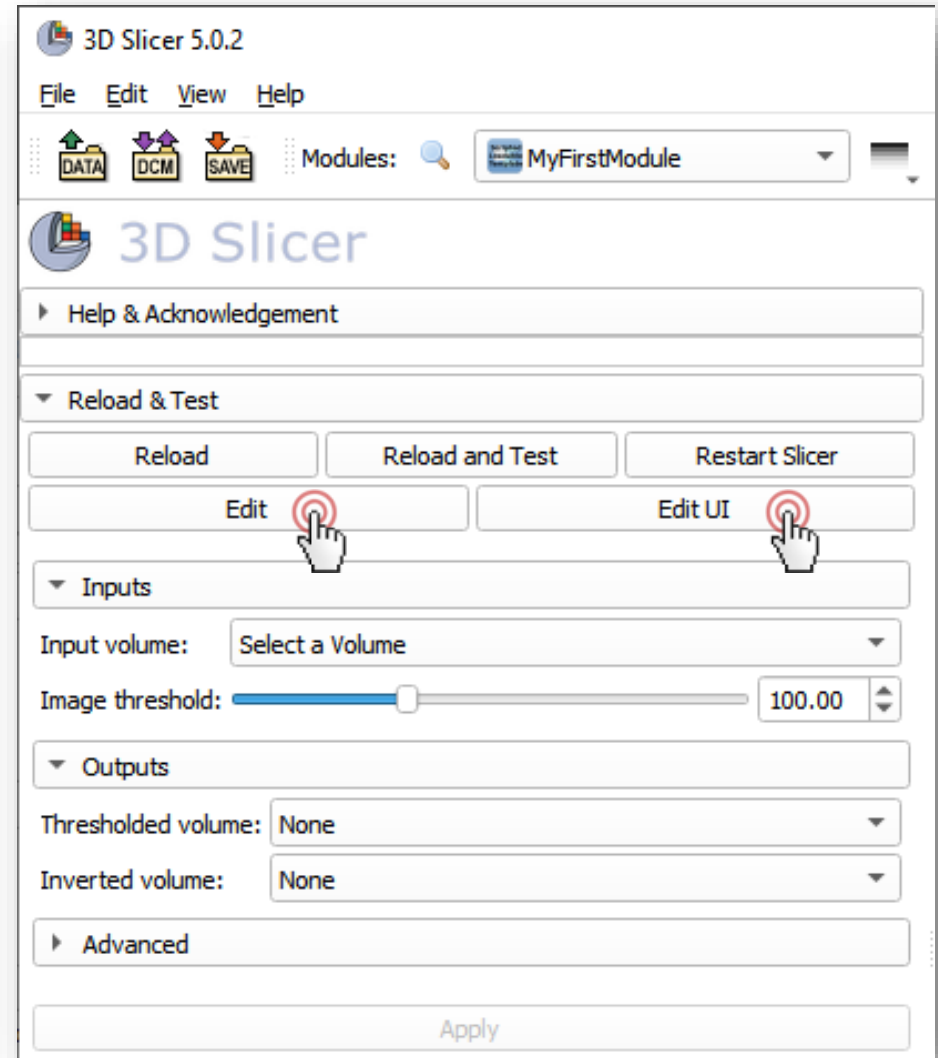 3D Slicer 5.0.2
File Edit View Help
DATA DCM SAVE Modules: MyFirstModule
3D Slicer
Help & Acknowledgement
Reload & Test
Reload Reload and Test Restart Slicer
Edit Edit UI
Inputs
Input volume: Select a Volume
Image threshold: 100.00
Outputs
Thresholded volume: None
Inverted volume: None
Advanced
Apply